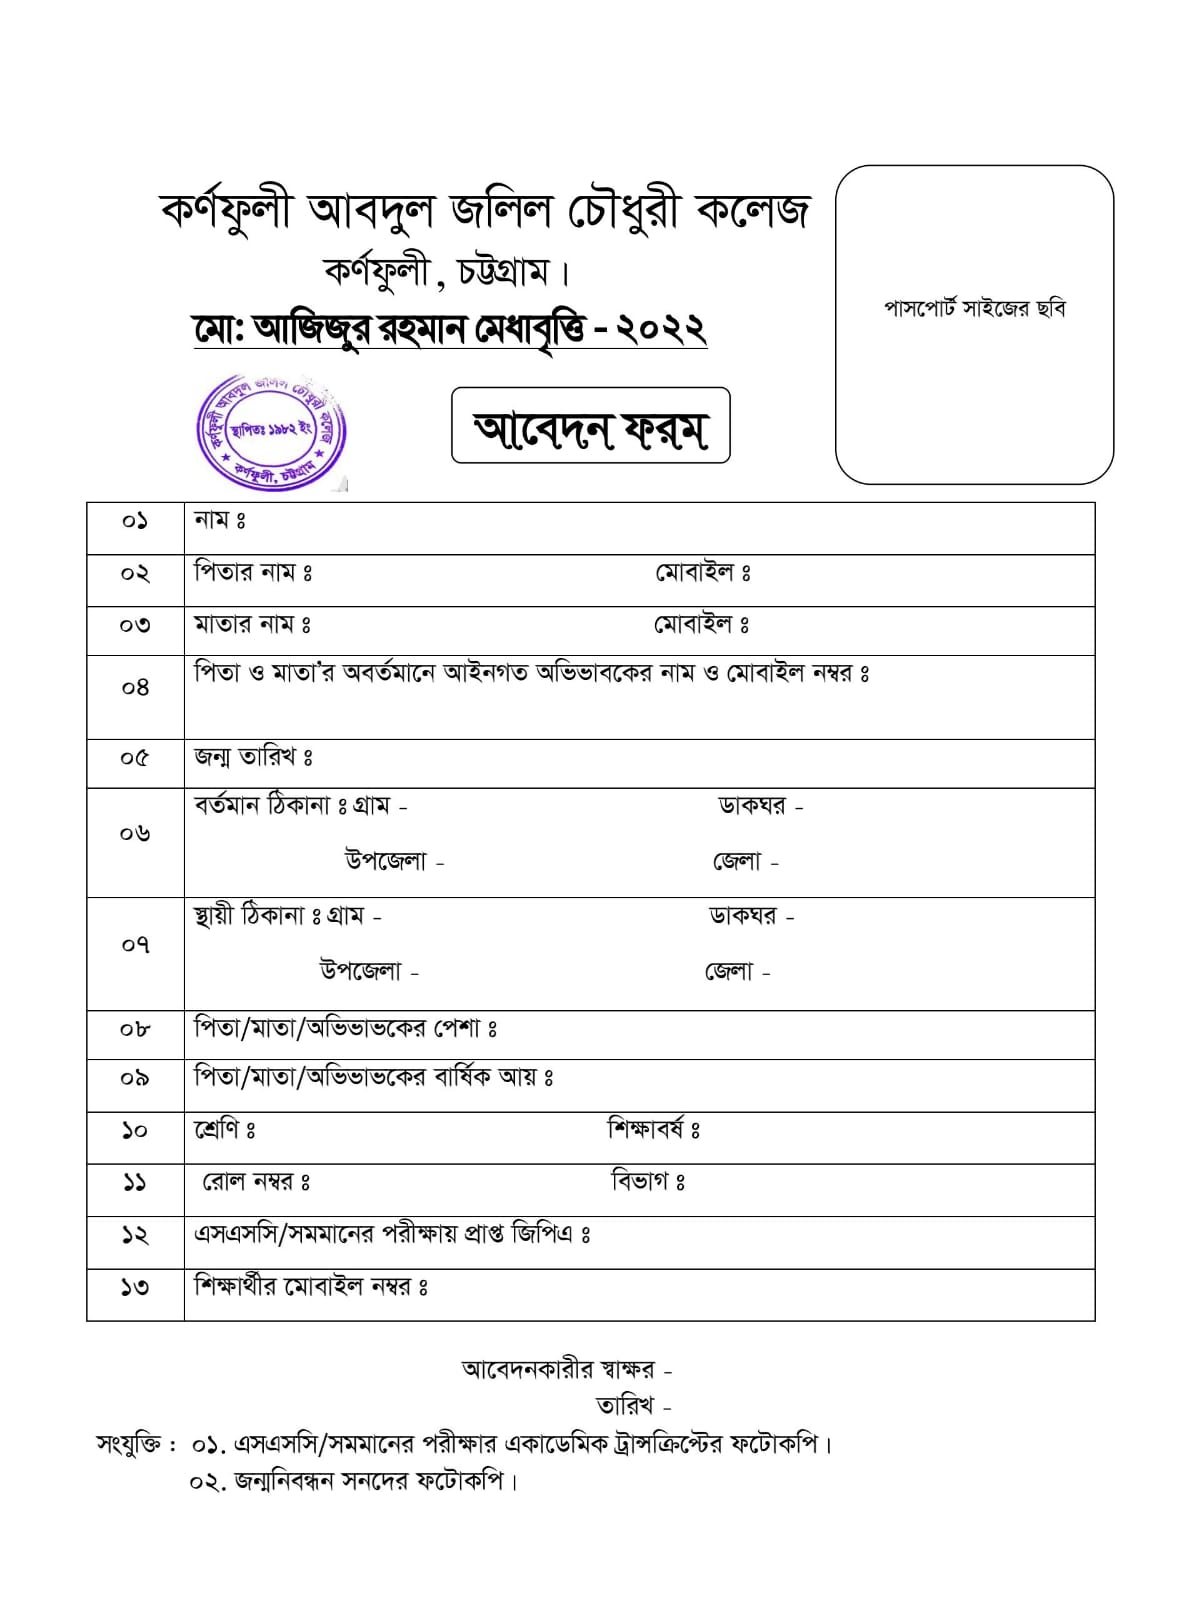 কর্ণফুলী আবদুল জলিল চৌধুরী কলেজ
কর্ণফুলী, চট্টগ্রাম।
মো: আজিজুর রহমান মেধাবৃত্তি - ২০২২
পাসপোর্ট সাইজের ছবি
কর্ণফুলী আবদুল জলিল চৌধুরী কলেজ
স্থাপিতঃ ১৯৮২ ইং
★ কর্ণফুলী, চট্টগ্রাম ★
আবেদন ফরম
০১ নাম ঃ
০২ পিতার নাম ঃ মোবাইল ঃ
০৩ মাতার নাম ঃ মোবাইল ঃ
০৪ পিতা ও মাতা’র অবর্তমানে আইনগত অভিভাবকের নাম ও মোবাইল নম্বর ঃ
০৫ জন্ম তারিখ ঃ
০৬ বর্তমান ঠিকানা ঃ গ্রাম - ডাকঘর -
উপজেলা - জেলা -
০৭ স্থায়ী ঠিকানা ঃ গ্রাম - ডাকঘর -
উপজেলা - জেলা -
০৮ পিতা/মাতা/অভিভাভকের পেশা ঃ
০৯ পিতা/মাতা/অভিভাভকের বার্ষিক আয় ঃ
১০ শ্রেণি ঃ শিক্ষাবর্ষ ঃ
১১ রোল নম্বর ঃ বিভাগ ঃ
১২ এসএসসি/সমমানের পরীক্ষায় প্রাপ্ত জিপিএ ঃ
১৩ শিক্ষার্থীর মোবাইল নম্বর ঃ
আবেদনকারীর স্বাক্ষর -
তারিখ -
সংযুক্তি : ০১. এসএসসি/সমমানের পরীক্ষার একাডেমিক ট্রান্সক্রিপ্টের ফটোকপি।
০২. জন্মনিবন্ধন সনদের ফটোকপি।